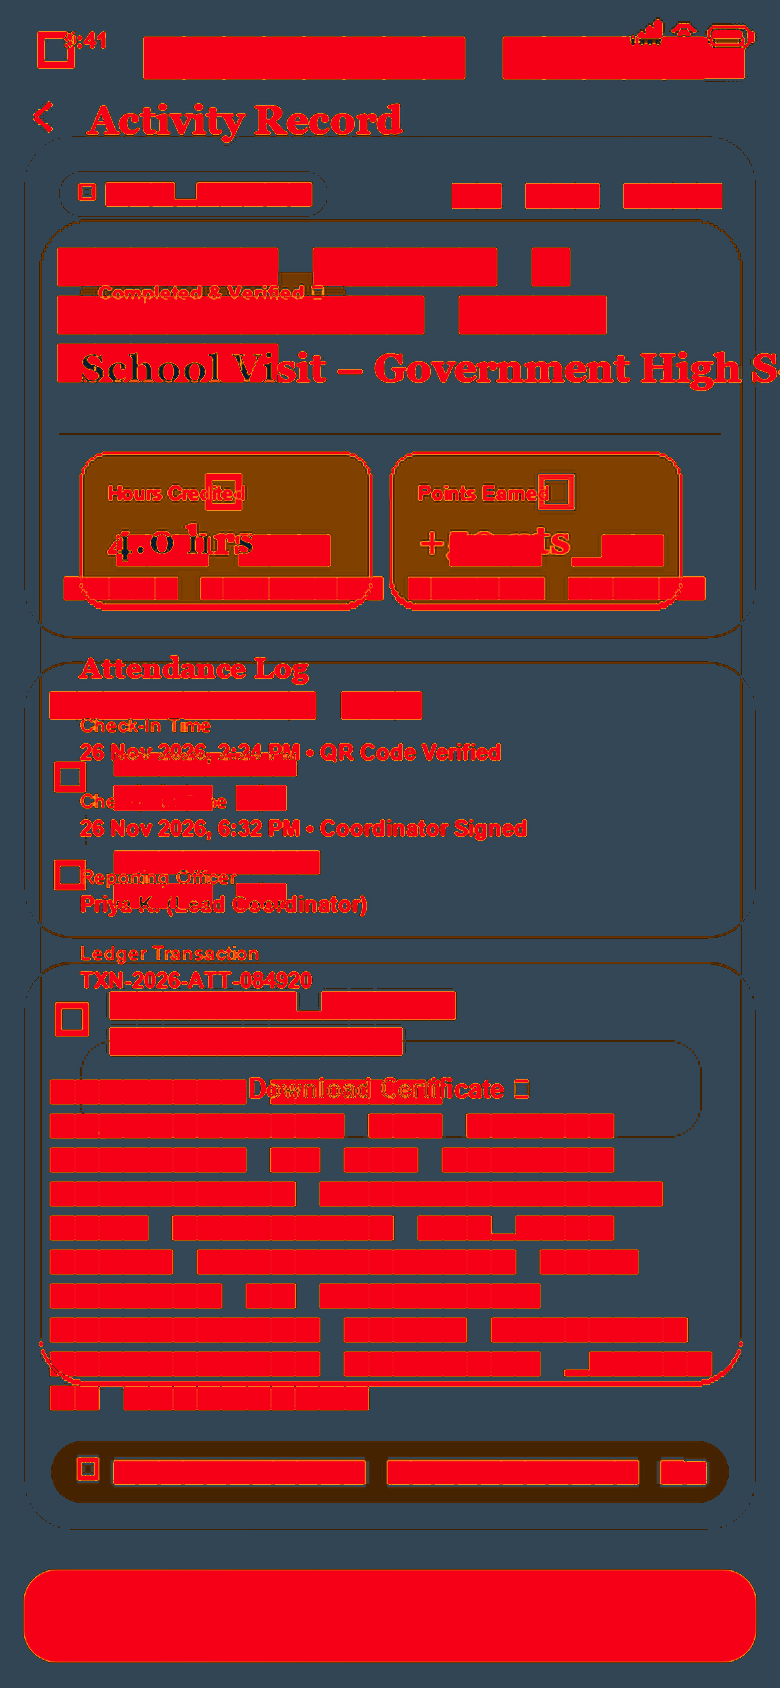 9:41
Activity Record
Completed & Verified
School Visit – Government High S
Hours Credited
Points Earned
4.0 hrs
+50 pts
Attendance Log
Check-In Time
26 Nov 2026, 2:24 PM • QR Code Verified
26 Nov 2026, 6:32 PM • Coordinator Signed
Reporting Officer
Priya K. (Lead Coordinator)
Ledger Transaction
TXN-2026-ATT-084920
Download Certificate